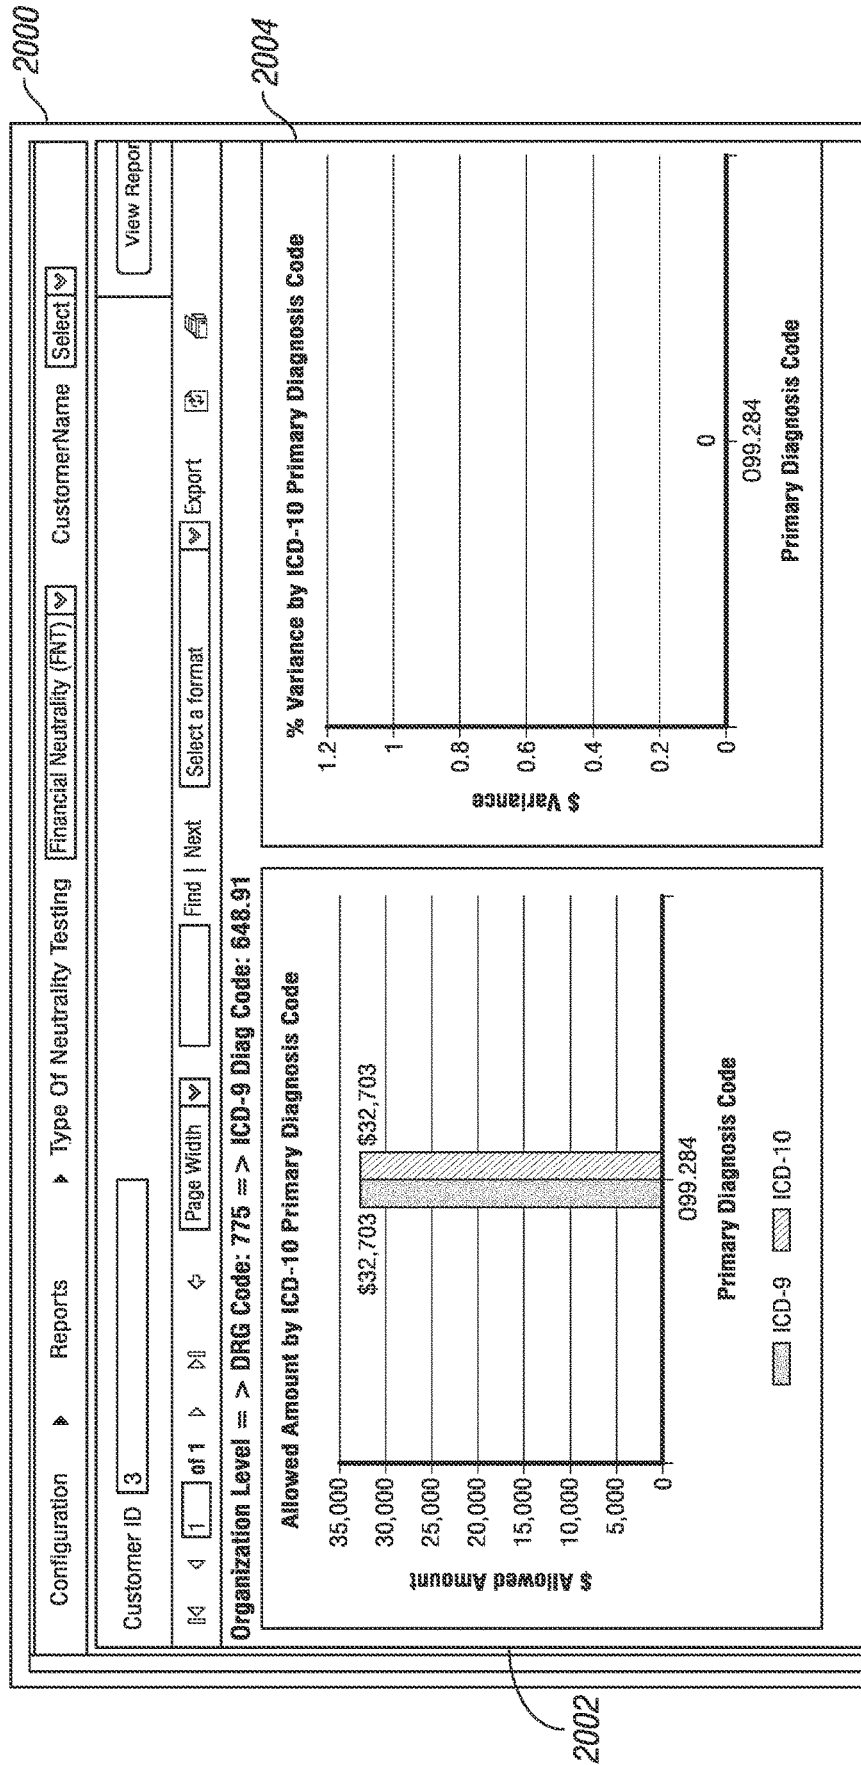 2000
Configuration Reports Type Of Neutrality Testing Financial Neutrality (FNT) CustomerName Select
Customer ID 3 View Repor
1 of 1 Page Width Find | Next Select a format Export
Organization Level = > DRG Code: 775 = > ICD-9 Diag Code: 648.91
2004
Allowed Amount by ICD-10 Primary Diagnosis Code
$ Allowed Amount
35,000
30,000
25,000
20,000
15,000
10,000
5,000
0
$32,703 $32,703
O99.284
Primary Diagnosis Code
ICD-9 ICD-10
% Variance by ICD-10 Primary Diagnosis Code
$ Variance
1.2
1
0.8
0.6
0.4
0.2
0
0
O99.284
Primary Diagnosis Code
2002